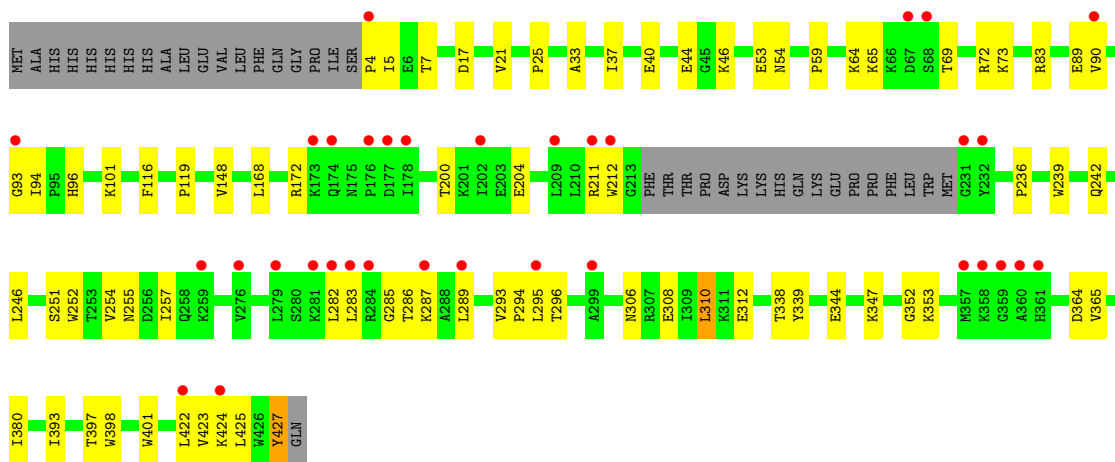 MET ALA HIS HIS HIS HIS HIS HIS ALA LEU GLU VAL LEU PHE GLN GLY PRO ILE SER P4 I5 E6 T7 D17 V21 P25 A33 I37 E40 E44 G45 K46 E53 N54 P59 K64 K65 K66 D67 S68 T69 R72 K73 R83 E89 V90
G93 I94 P95 H96 K101 F116 P119 V148 L168 R172 K173 Q174 N175 P176 D177 I178 T200 K201 I202 E203 E204 L209 L210 R211 W212 G213 PHE THR THR PRO ASP LYS LYS HIS GLN LYS GLU PRO PRO PHE LEU TRP MET G231 Y232 P236 W239 Q242
L246 S251 W252 T253 V254 N255 D256 I257 Q258 K259 V276 L279 S280 K281 L282 L283 R284 G285 T286 K287 A288 L289 V293 P294 L295 T296 A299 N306 R307 E308 I309 L310 K311 E312 T338 Y339 E344 K347 G352 K353 M357 K358 G359 A360 H361 D364 V365
I380 I393 T397 W398 W401 L422 V423 K424 L425 W426 Y427 GLN